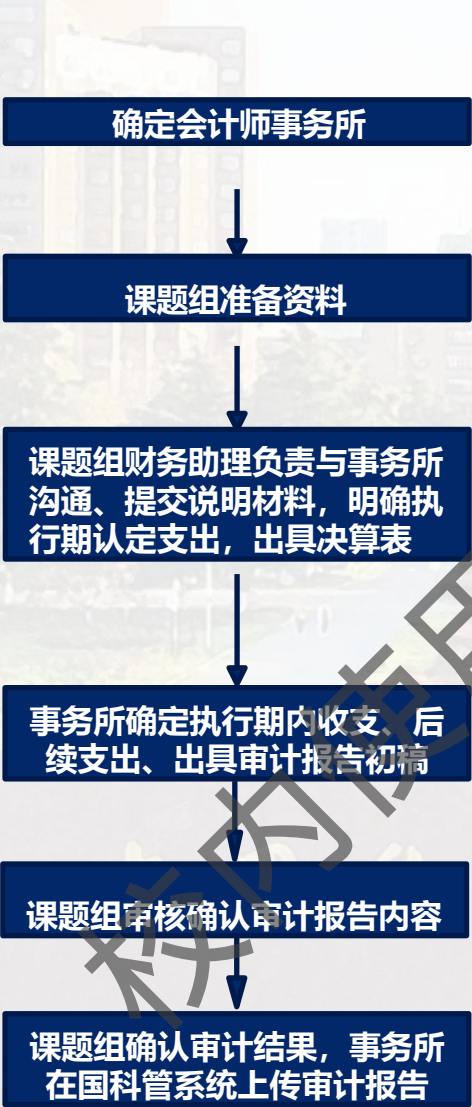 确定会计师事务所
课题组准备资料
课题组财务助理负责与事务所
沟通、提交说明材料，明确执
行期认定支出，出具决算表
事务所确定执行期内收支、后
续支出、出具审计报告初稿
课题组审核确认审计报告内容
课题组确认审计结果，事务所
在国科管系统上传审计报告
校内使用